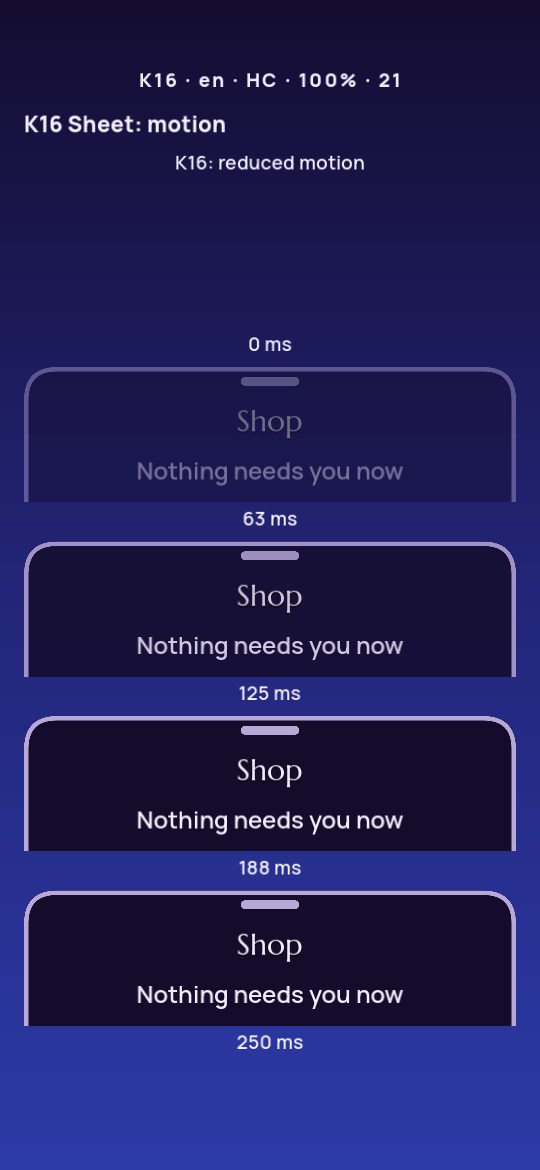 K16 · en · HC · 100% · 21
K16 Sheet: motion
K16: reduced motion
0 ms
Shop
Nothing needs you now
63 ms
Shop
Nothing needs you now
125 ms
Shop
Nothing needs you now
188 ms
Shop
Nothing needs you now
250 ms